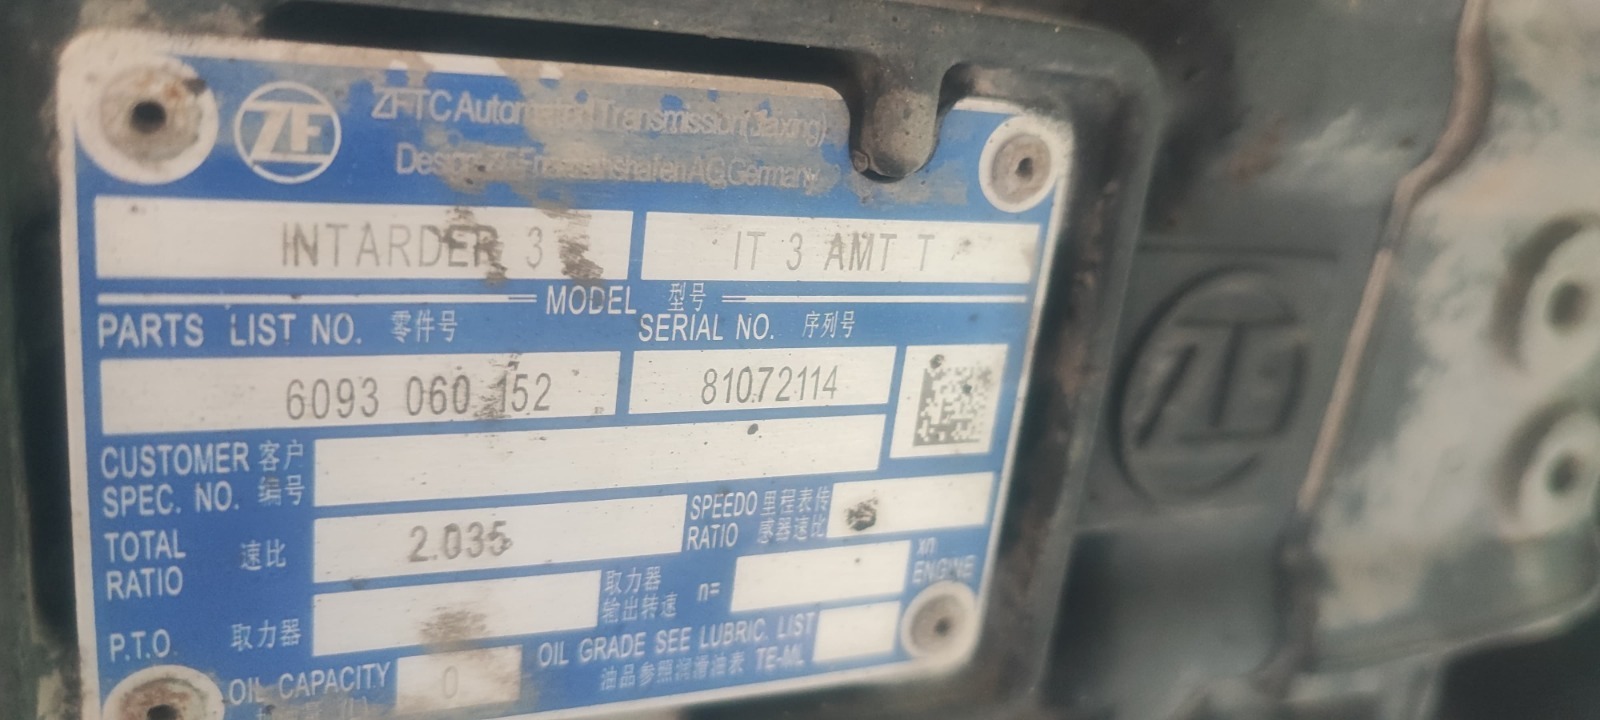 ZF
ZFTC Automated Transmission(Jiaxing)
Design ZF Friedrichshafen AG, Germany
INTARDER 3
IT 3 AMT T
MODEL 型号
PARTS LIST NO. 零件号
SERIAL NO. 序列号
6093 060 152
81072114
CUSTOMER 客户
SPEC. NO. 编号
TOTAL
RATIO 速比
2.035
SPEEDO 里程表传
RATIO 感器速比
P.T.O. 取力器
取力器
输出转速 n=
xn
ENGINE
OIL CAPACITY
0
OIL GRADE SEE LUBRIC. LIST
油品参照润滑油表 TE-ML
ZF